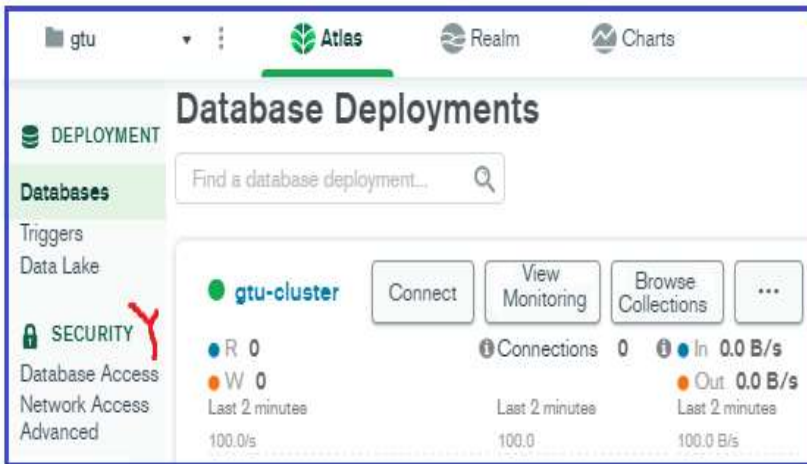 gtu Atlas Realm Charts
Database Deployments
DEPLOYMENT
Databases
Triggers
Data Lake
SECURITY Y
Database Access
Network Access
Advanced
Find a database deployment...
gtu-cluster Connect View Monitoring Browse Collections ...
R 0 Connections 0 In 0.0 B/s
W 0 Out 0.0 B/s
Last 2 minutes Last 2 minutes Last 2 minutes
100.0/s 100.0 100.0 B/s